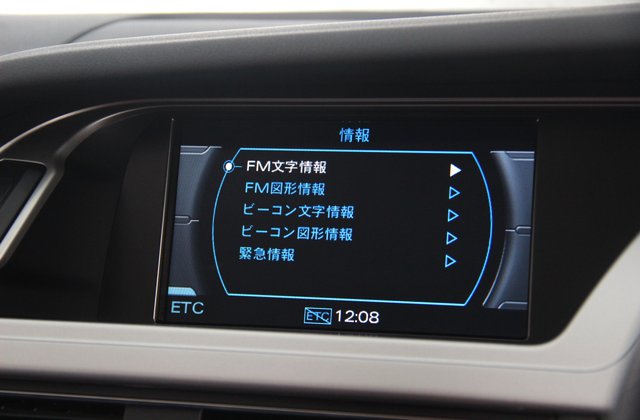 情報
FM文字情報
FM図形情報
ビーコン文字情報
ビーコン図形情報
緊急情報
ETC
ETC 12:08